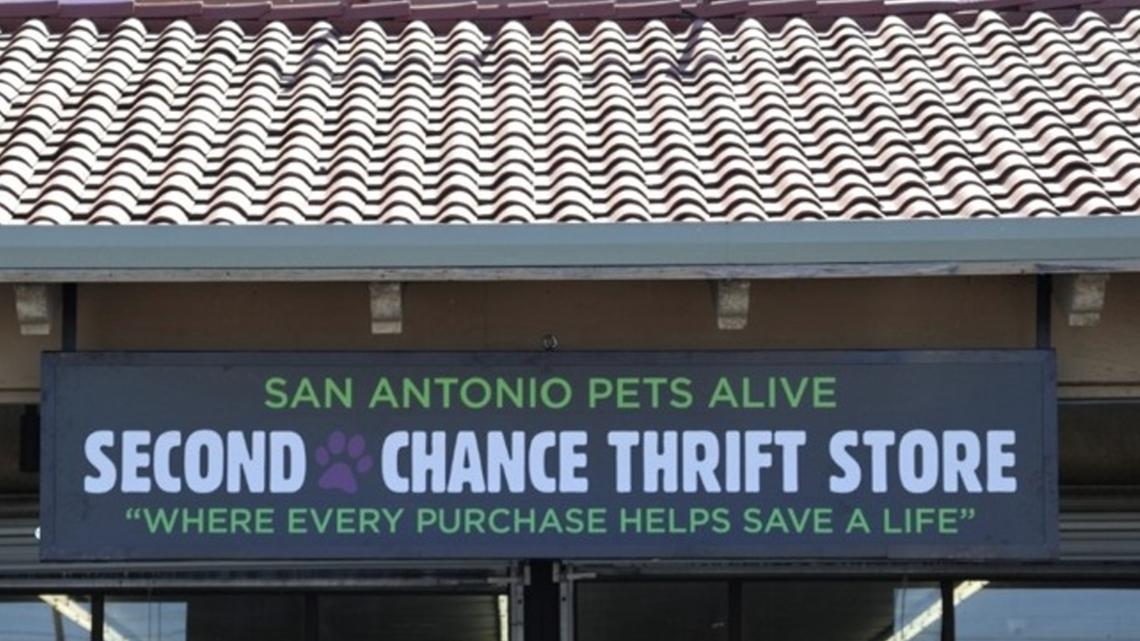 SAN ANTONIO PETS ALIVE
SECOND CHANCE THRIFT STORE
“WHERE EVERY PURCHASE HELPS SAVE A LIFE”